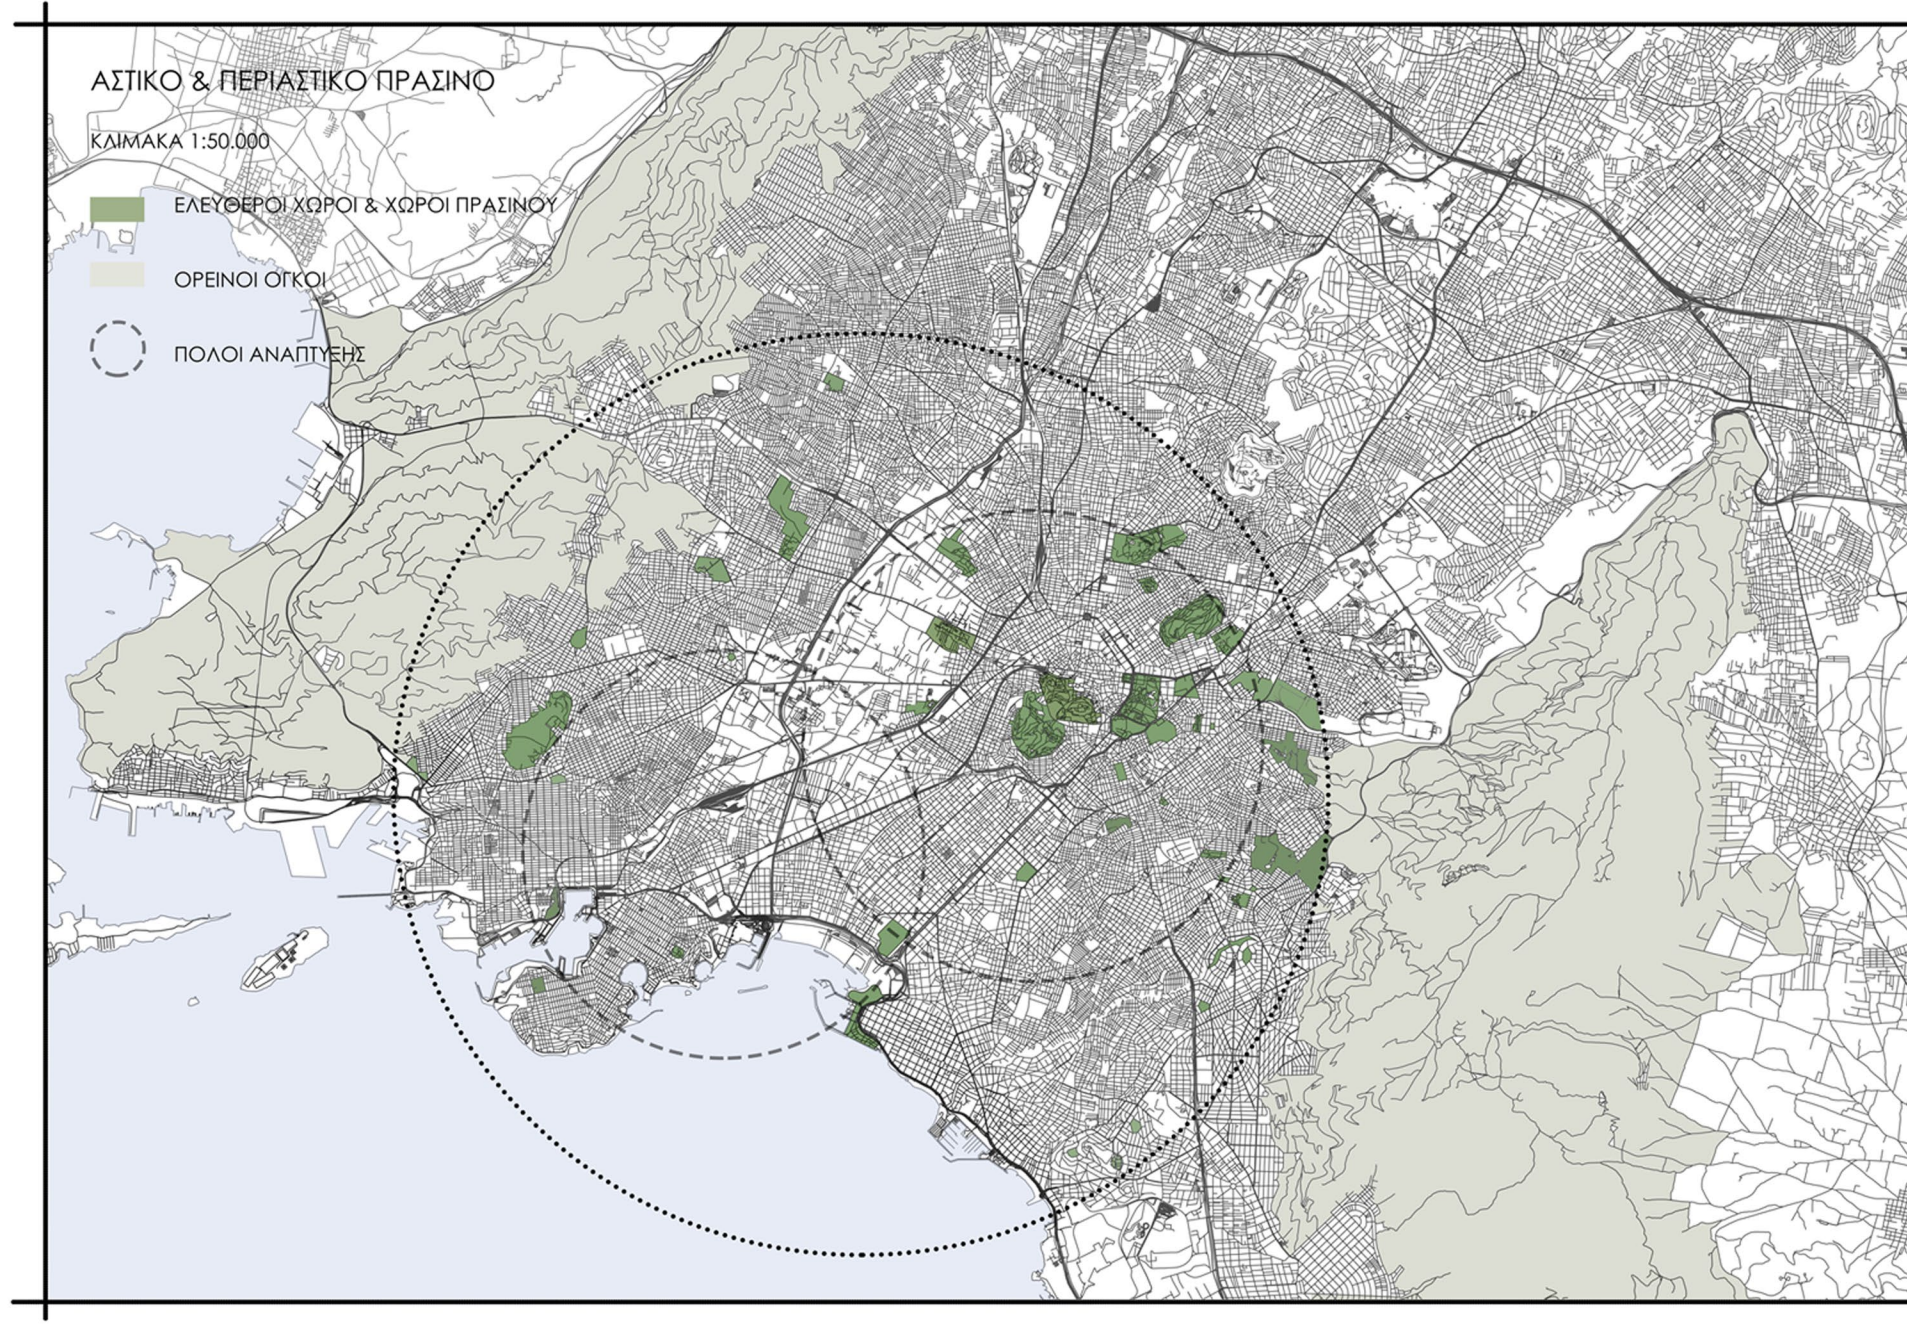 ΑΣΤΙΚΟ & ΠΕΡΙΑΣΤΙΚΟ ΠΡΑΣΙΝΟ
ΚΛΙΜΑΚΑ 1:50.000
ΕΛΕΥΘΕΡΟΙ ΧΩΡΟΙ & ΧΩΡΟΙ ΠΡΑΣΙΝΟΥ
ΟΡΕΙΝΟΙ ΟΓΚΟΙ
ΠΟΛΟΙ ΑΝΑΠΤΥΞΗΣ